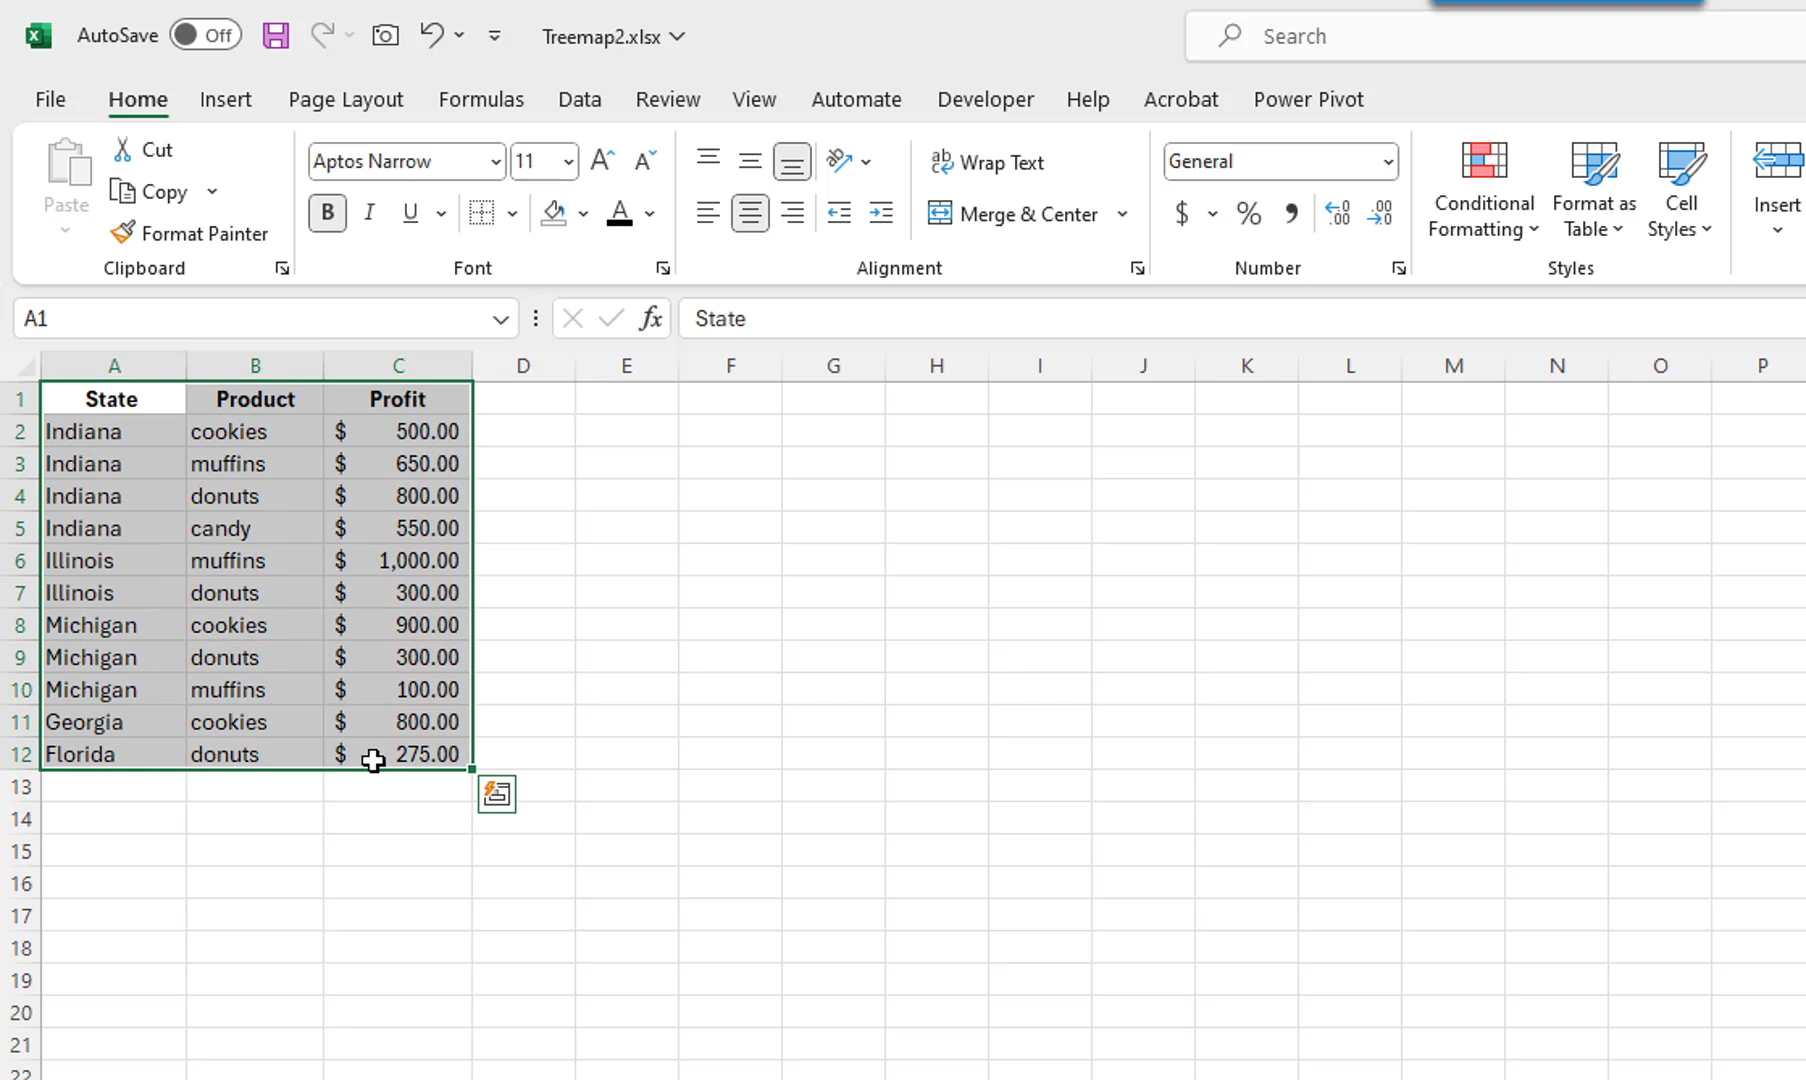 AutoSave Off Treemap2.xlsx Search
File Home Insert Page Layout Formulas Data Review View Automate Developer Help Acrobat Power Pivot
Paste Cut Copy Format Painter Clipboard
Aptos Narrow 11 A A B I U A Font
ab c Wrap Text Merge & Center Alignment
General $ % , .00 .00 Number
Conditional Formatting Format as Table Cell Styles Styles
Insert
A1 fx State
A B C D E F G H I J K L M N O P
1 State Product Profit
2 Indiana cookies $ 500.00
3 Indiana muffins $ 650.00
4 Indiana donuts $ 800.00
5 Indiana candy $ 550.00
6 Illinois muffins $ 1,000.00
7 Illinois donuts $ 300.00
8 Michigan cookies $ 900.00
9 Michigan donuts $ 300.00
10 Michigan muffins $ 100.00
11 Georgia cookies $ 800.00
12 Florida donuts $ 275.00
13
14
15
16
17
18
19
20
21
22